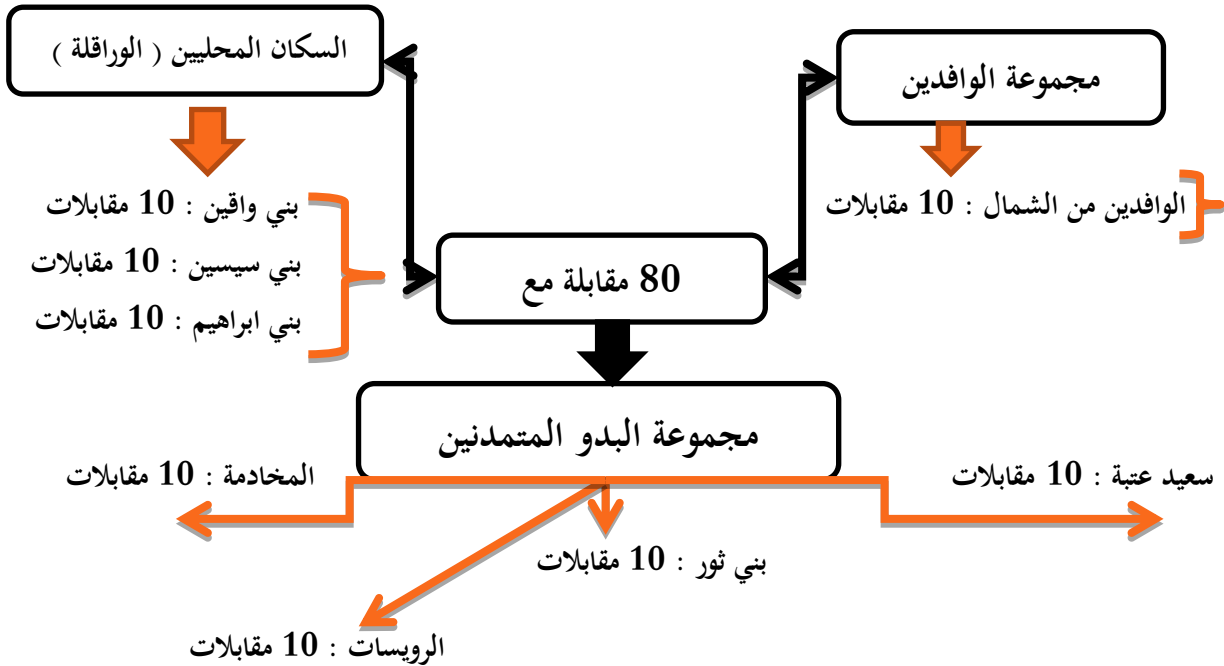 مجموعة الوافدين
السكان المحليين ( الوراقلة )
الوافدين من الشمال : 10 مقابلات
بني واقين : 10 مقابلات
بني سيسين : 10 مقابلات
بني ابراهيم : 10 مقابلات
80 مقابلة مع
مجموعة البدو المتمدنين
سعيد عتبة : 10 مقابلات
المخادمة : 10 مقابلات
بني ثور : 10 مقابلات
الرويسات : 10 مقابلات